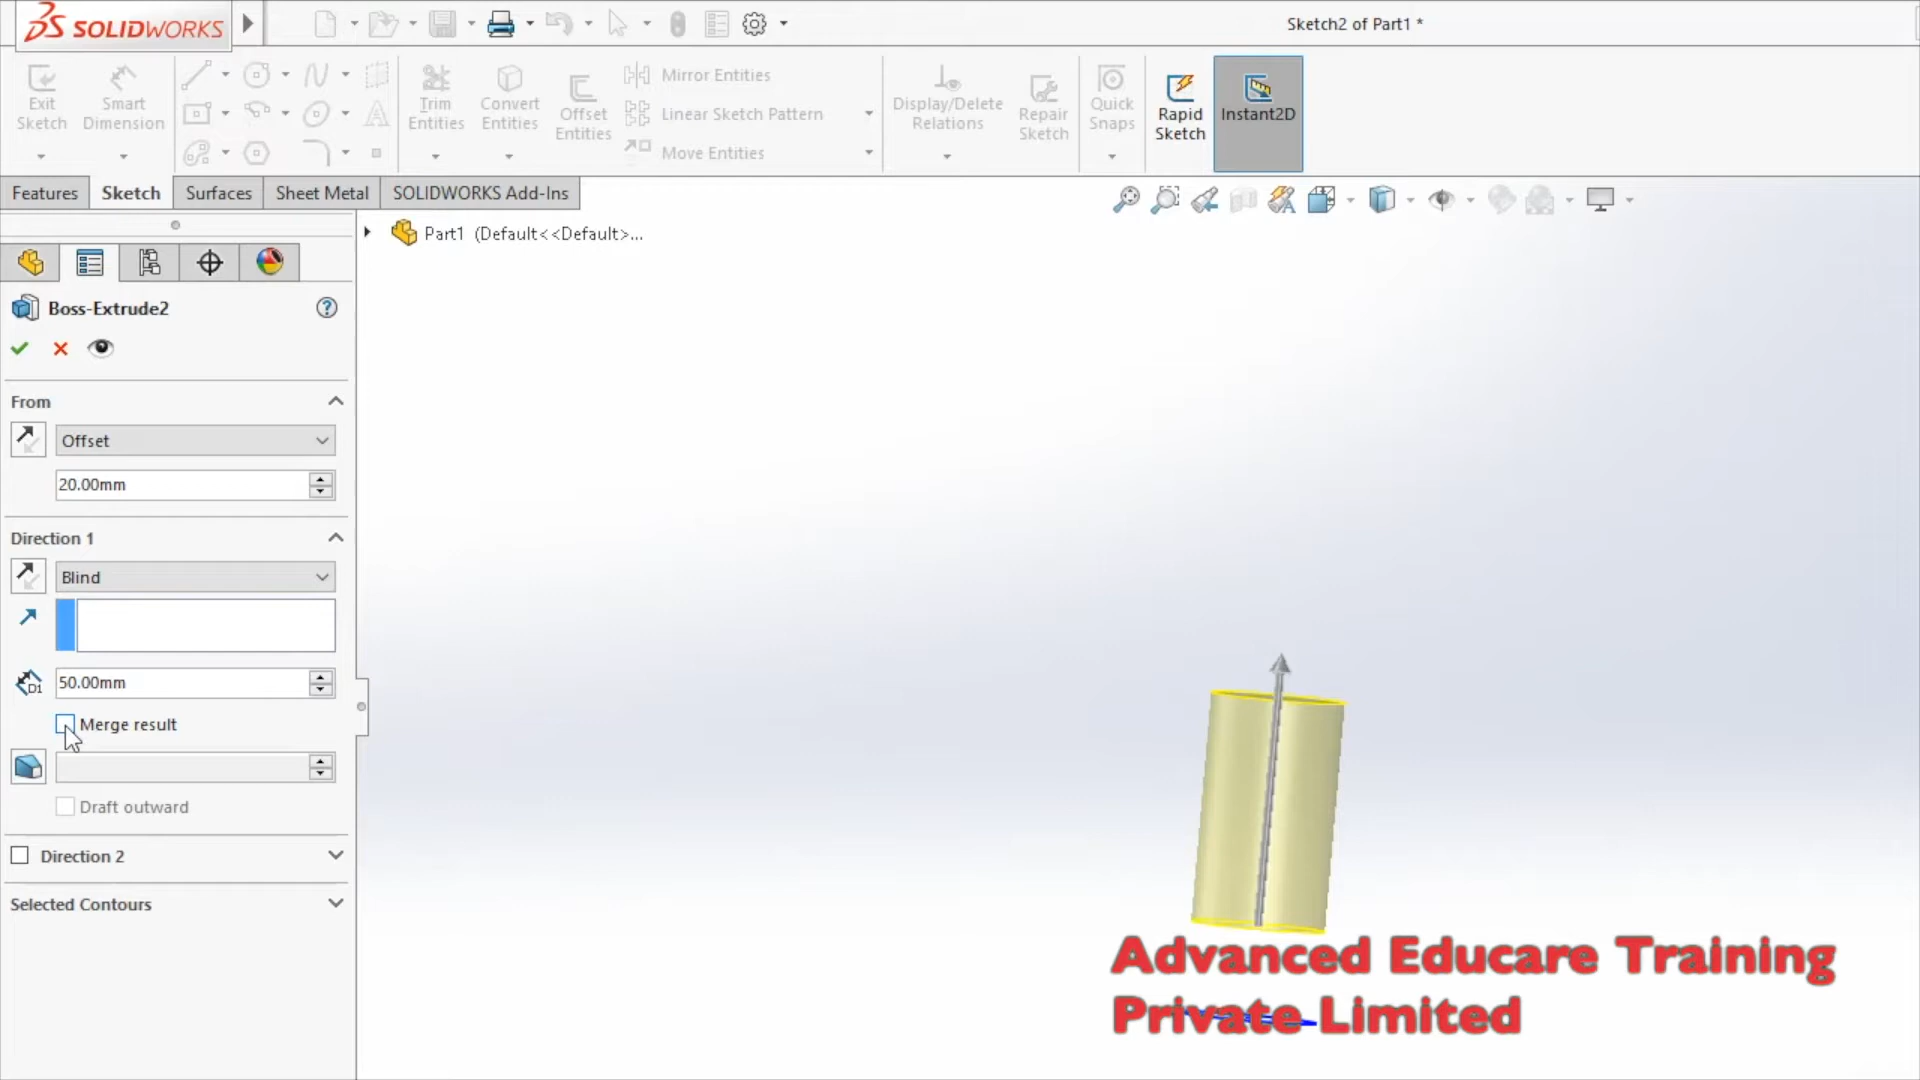 SOLIDWORKS
Sketch2 of Part1 *
Exit Sketch
Smart Dimension
Trim Entities
Convert Entities
Offset Entities
Mirror Entities
Linear Sketch Pattern
Move Entities
Display/Delete Relations
Repair Sketch
Quick Snaps
Rapid Sketch
Instant2D
Features Sketch Surfaces Sheet Metal SOLIDWORKS Add-Ins
Part1 (Default<<Default>...
Boss-Extrude2
From
Offset
20.00mm
Direction 1
Blind
D1 50.00mm
Merge result
Draft outward
Direction 2
Selected Contours
Advanced Educare Training
Private Limited